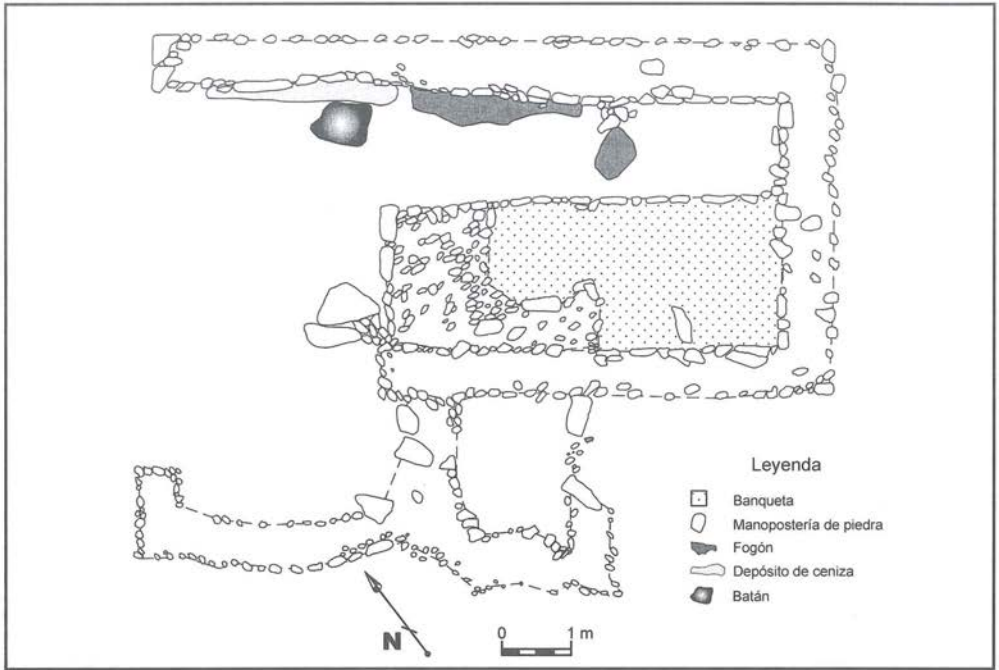 Leyenda
Banqueta
Manopostería de piedra
Fogón
Depósito de ceniza
Batán
N
0 1 m